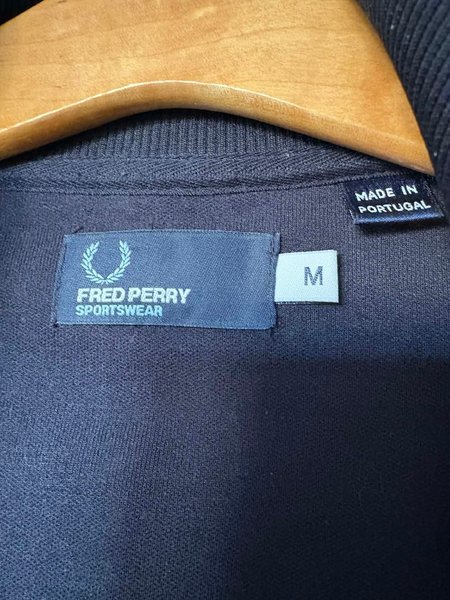 MADE IN
PORTUGAL
FRED PERRY
SPORTSWEAR
M